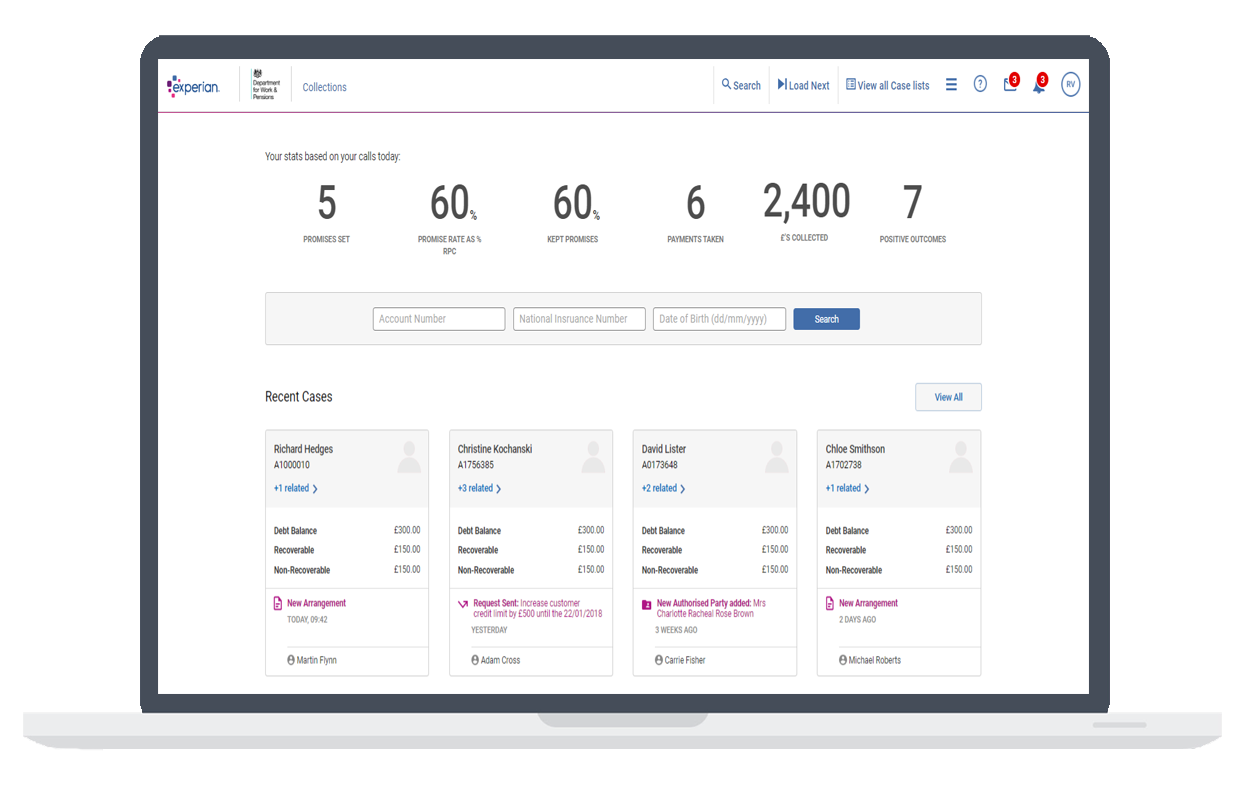 experian.
Department
for Work &
Pensions
Collections
Search
Load Next
View all Case lists
?
3
3
RV
Your stats based on your calls today:
5
60%
60%
6
2,400
7
PROMISES SET
PROMISE RATE AS %
RPC
KEPT PROMISES
PAYMENTS TAKEN
£'S COLLECTED
POSITIVE OUTCOMES
Account Number
National Insruance Number
Date of Birth (dd/mm/yyyy)
Search
Recent Cases
View All
Richard Hedges
A1000010
+1 related
Debt Balance £300.00
Recoverable £150.00
Non-Recoverable £150.00
New Arrangement
TODAY, 09:42
Martin Flynn
Christine Kochanski
A1756385
+3 related
Debt Balance £300.00
Recoverable £150.00
Non-Recoverable £150.00
Request Sent: Increase customer
credit limit by £500 until the 22/01/2018
YESTERDAY
Adam Cross
David Lister
A0173648
+2 related
Debt Balance £300.00
Recoverable £150.00
Non-Recoverable £150.00
New Authorised Party added: Mrs
Charlotte Racheal Rose Brown
3 WEEKS AGO
Carrie Fisher
Chloe Smithson
A1702738
+1 related
Debt Balance £300.00
Recoverable £150.00
Non-Recoverable £150.00
New Arrangement
2 DAYS AGO
Michael Roberts